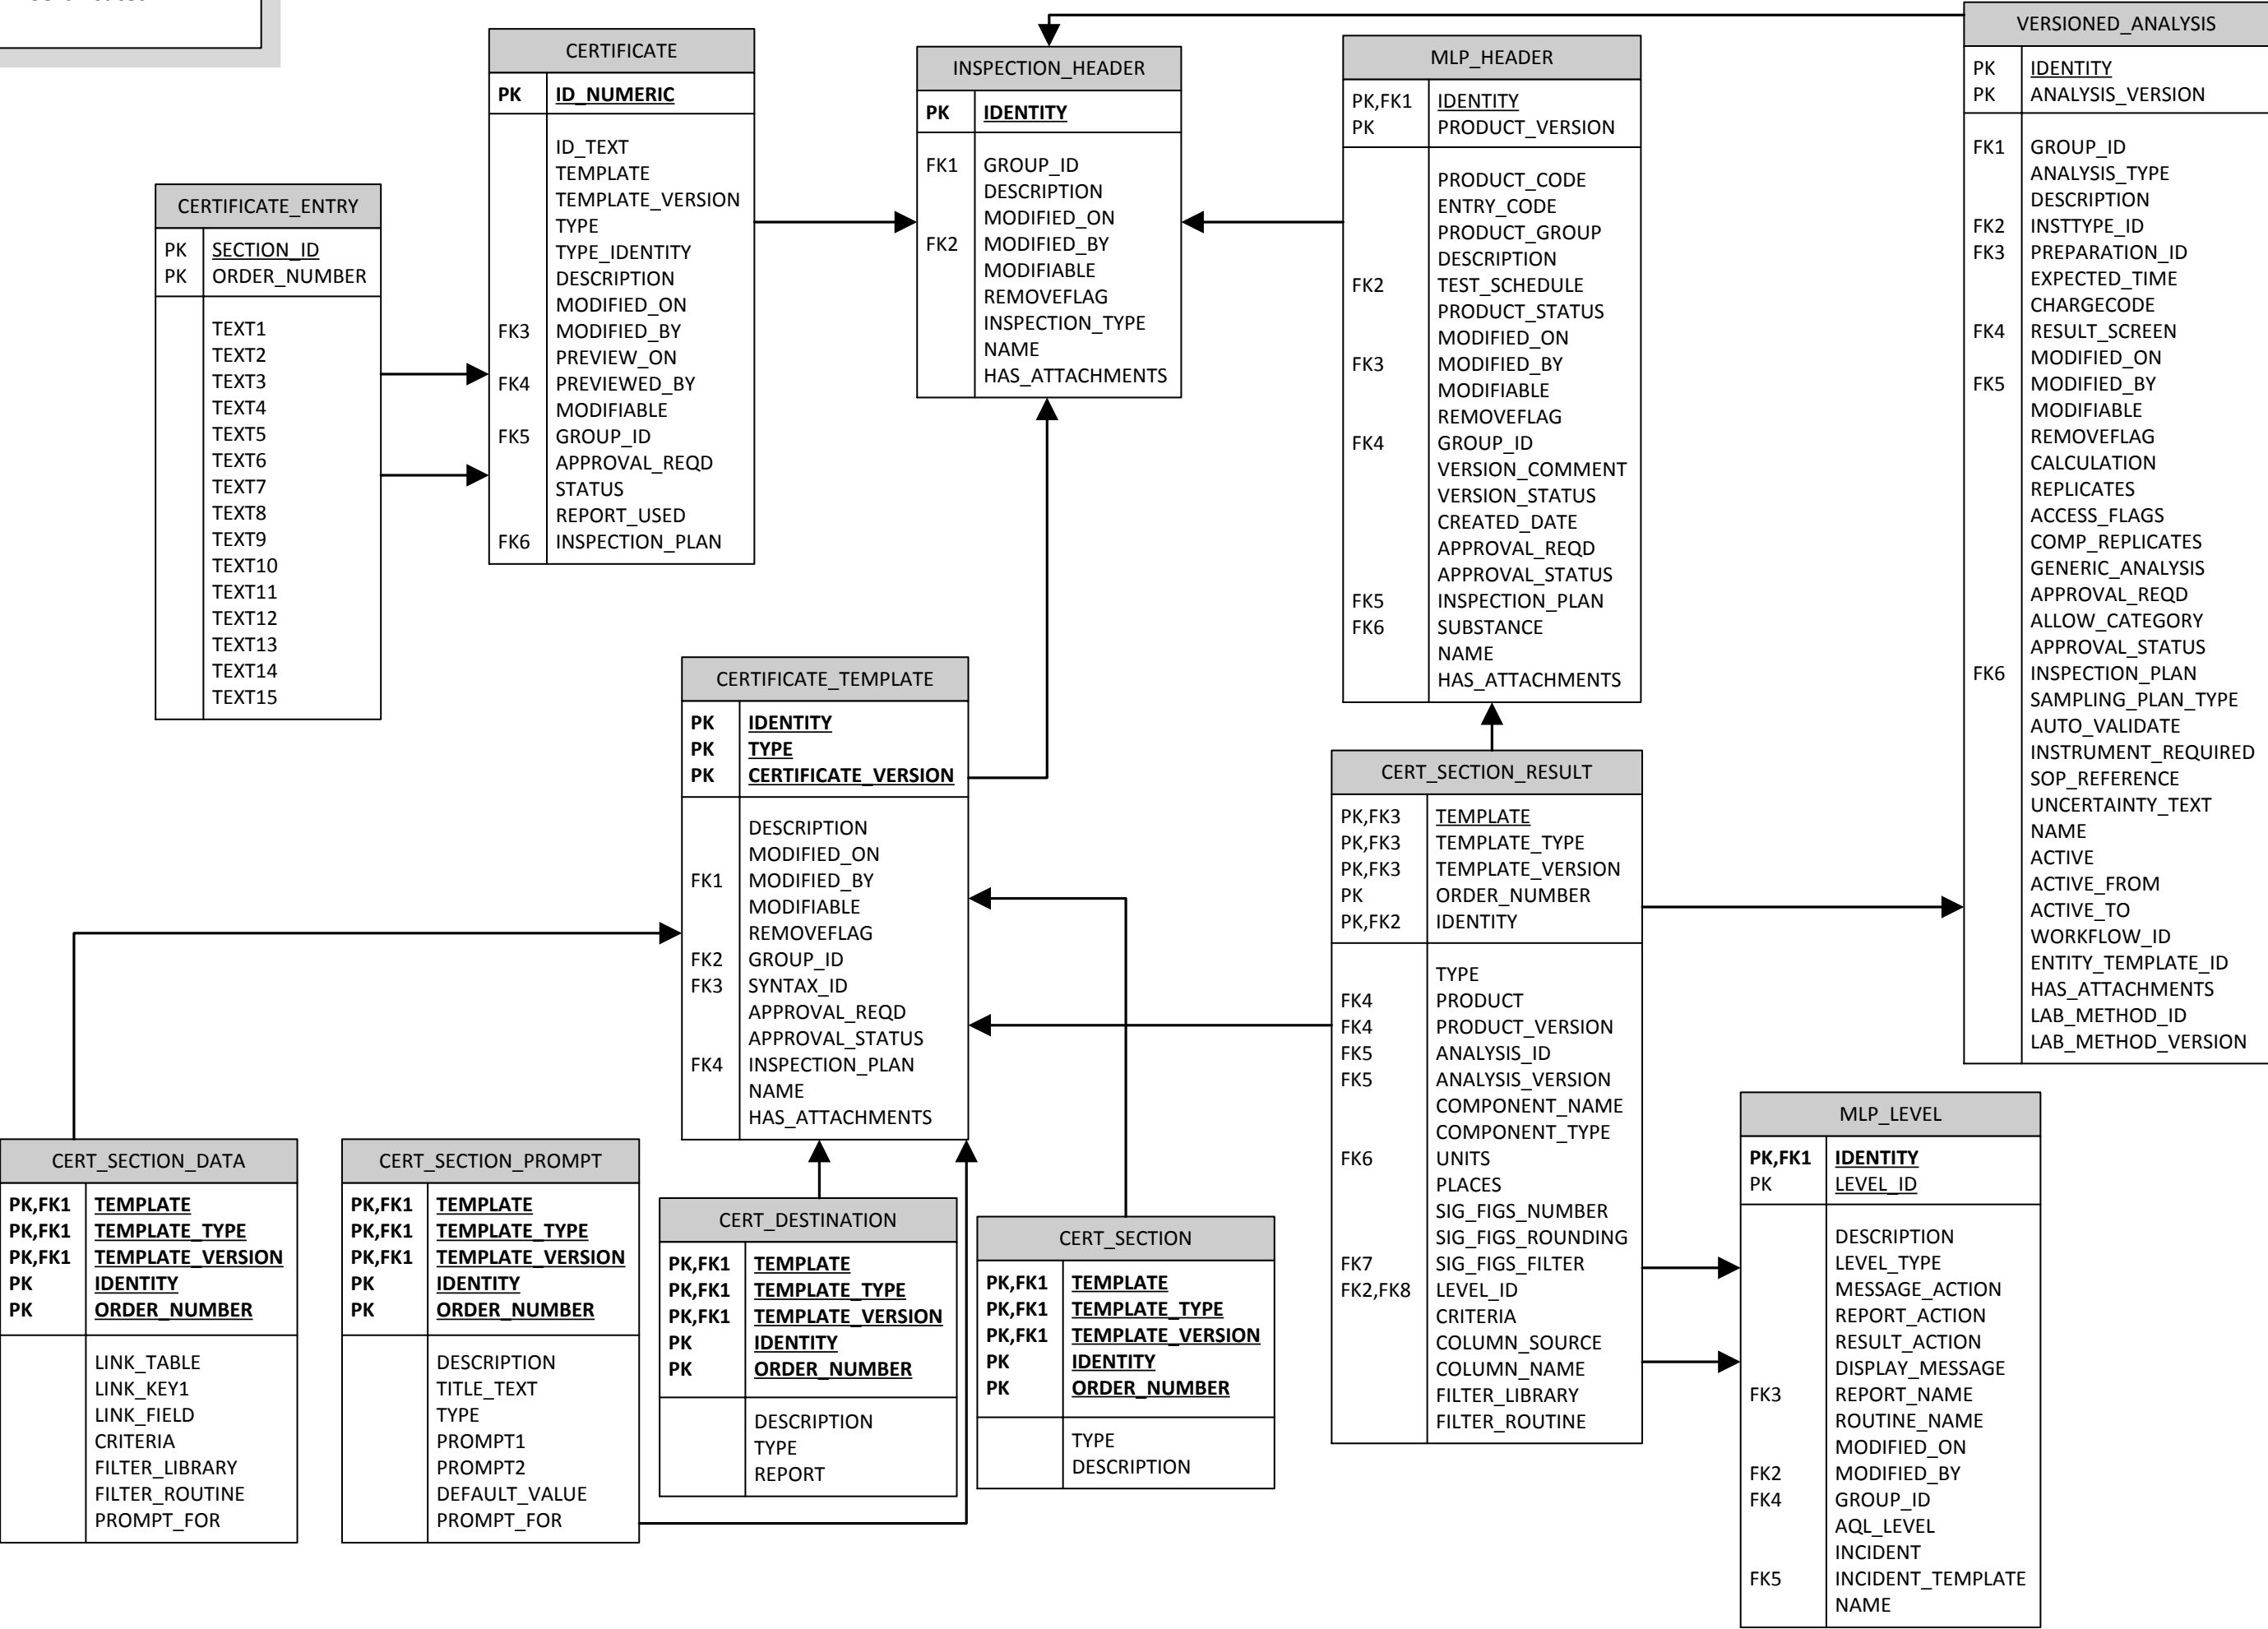 CERTIFICATE
PK ID_NUMERIC
ID_TEXT
TEMPLATE
TEMPLATE_VERSION
TYPE
TYPE_IDENTITY
DESCRIPTION
MODIFIED_ON
FK3 MODIFIED_BY
PREVIEW_ON
FK4 PREVIEWED_BY
MODIFIABLE
FK5 GROUP_ID
APPROVAL_REQD
STATUS
REPORT_USED
FK6 INSPECTION_PLAN
INSPECTION_HEADER
PK IDENTITY
FK1 GROUP_ID
DESCRIPTION
MODIFIED_ON
FK2 MODIFIED_BY
MODIFIABLE
REMOVEFLAG
INSPECTION_TYPE
NAME
HAS_ATTACHMENTS
MLP_HEADER
PK,FK1 IDENTITY
PK PRODUCT_VERSION
PRODUCT_CODE
ENTRY_CODE
PRODUCT_GROUP
DESCRIPTION
FK2 TEST_SCHEDULE
PRODUCT_STATUS
MODIFIED_ON
FK3 MODIFIED_BY
MODIFIABLE
REMOVEFLAG
FK4 GROUP_ID
VERSION_COMMENT
VERSION_STATUS
CREATED_DATE
APPROVAL_REQD
APPROVAL_STATUS
FK5 INSPECTION_PLAN
FK6 SUBSTANCE
NAME
HAS_ATTACHMENTS
VERSIONED_ANALYSIS
PK IDENTITY
PK ANALYSIS_VERSION
FK1 GROUP_ID
ANALYSIS_TYPE
DESCRIPTION
FK2 INSTTYPE_ID
FK3 PREPARATION_ID
EXPECTED_TIME
CHARGECODE
FK4 RESULT_SCREEN
MODIFIED_ON
FK5 MODIFIED_BY
MODIFIABLE
REMOVEFLAG
CALCULATION
REPLICATES
ACCESS_FLAGS
COMP_REPLICATES
GENERIC_ANALYSIS
APPROVAL_REQD
ALLOW_CATEGORY
APPROVAL_STATUS
FK6 INSPECTION_PLAN
SAMPLING_PLAN_TYPE
AUTO_VALIDATE
INSTRUMENT_REQUIRED
SOP_REFERENCE
UNCERTAINTY_TEXT
NAME
ACTIVE
ACTIVE_FROM
ACTIVE_TO
WORKFLOW_ID
ENTITY_TEMPLATE_ID
HAS_ATTACHMENTS
LAB_METHOD_ID
LAB_METHOD_VERSION
CERTIFICATE_ENTRY
PK SECTION_ID
PK ORDER_NUMBER
TEXT1
TEXT2
TEXT3
TEXT4
TEXT5
TEXT6
TEXT7
TEXT8
TEXT9
TEXT10
TEXT11
TEXT12
TEXT13
TEXT14
TEXT15
CERTIFICATE_TEMPLATE
PK IDENTITY
PK TYPE
PK CERTIFICATE_VERSION
DESCRIPTION
MODIFIED_ON
FK1 MODIFIED_BY
MODIFIABLE
REMOVEFLAG
FK2 GROUP_ID
FK3 SYNTAX_ID
APPROVAL_REQD
APPROVAL_STATUS
FK4 INSPECTION_PLAN
NAME
HAS_ATTACHMENTS
CERT_SECTION_RESULT
PK,FK3 TEMPLATE
PK,FK3 TEMPLATE_TYPE
PK,FK3 TEMPLATE_VERSION
PK ORDER_NUMBER
PK,FK2 IDENTITY
TYPE
FK4 PRODUCT
FK4 PRODUCT_VERSION
FK5 ANALYSIS_ID
FK5 ANALYSIS_VERSION
COMPONENT_NAME
COMPONENT_TYPE
FK6 UNITS
PLACES
SIG_FIGS_NUMBER
SIG_FIGS_ROUNDING
FK7 SIG_FIGS_FILTER
FK2,FK8 LEVEL_ID
CRITERIA
COLUMN_SOURCE
COLUMN_NAME
FILTER_LIBRARY
FILTER_ROUTINE
MLP_LEVEL
PK,FK1 IDENTITY
PK LEVEL_ID
DESCRIPTION
LEVEL_TYPE
MESSAGE_ACTION
REPORT_ACTION
RESULT_ACTION
DISPLAY_MESSAGE
FK3 REPORT_NAME
ROUTINE_NAME
MODIFIED_ON
FK2 MODIFIED_BY
FK4 GROUP_ID
AQL_LEVEL
INCIDENT
FK5 INCIDENT_TEMPLATE
NAME
CERT_SECTION_DATA
PK,FK1 TEMPLATE
PK,FK1 TEMPLATE_TYPE
PK,FK1 TEMPLATE_VERSION
PK IDENTITY
PK ORDER_NUMBER
LINK_TABLE
LINK_KEY1
LINK_FIELD
CRITERIA
FILTER_LIBRARY
FILTER_ROUTINE
PROMPT_FOR
CERT_SECTION_PROMPT
PK,FK1 TEMPLATE
PK,FK1 TEMPLATE_TYPE
PK,FK1 TEMPLATE_VERSION
PK IDENTITY
PK ORDER_NUMBER
DESCRIPTION
TITLE_TEXT
TYPE
PROMPT1
PROMPT2
DEFAULT_VALUE
PROMPT_FOR
CERT_DESTINATION
PK,FK1 TEMPLATE
PK,FK1 TEMPLATE_TYPE
PK,FK1 TEMPLATE_VERSION
PK IDENTITY
PK ORDER_NUMBER
DESCRIPTION
TYPE
REPORT
CERT_SECTION
PK,FK1 TEMPLATE
PK,FK1 TEMPLATE_TYPE
PK,FK1 TEMPLATE_VERSION
PK IDENTITY
PK ORDER_NUMBER
TYPE
DESCRIPTION